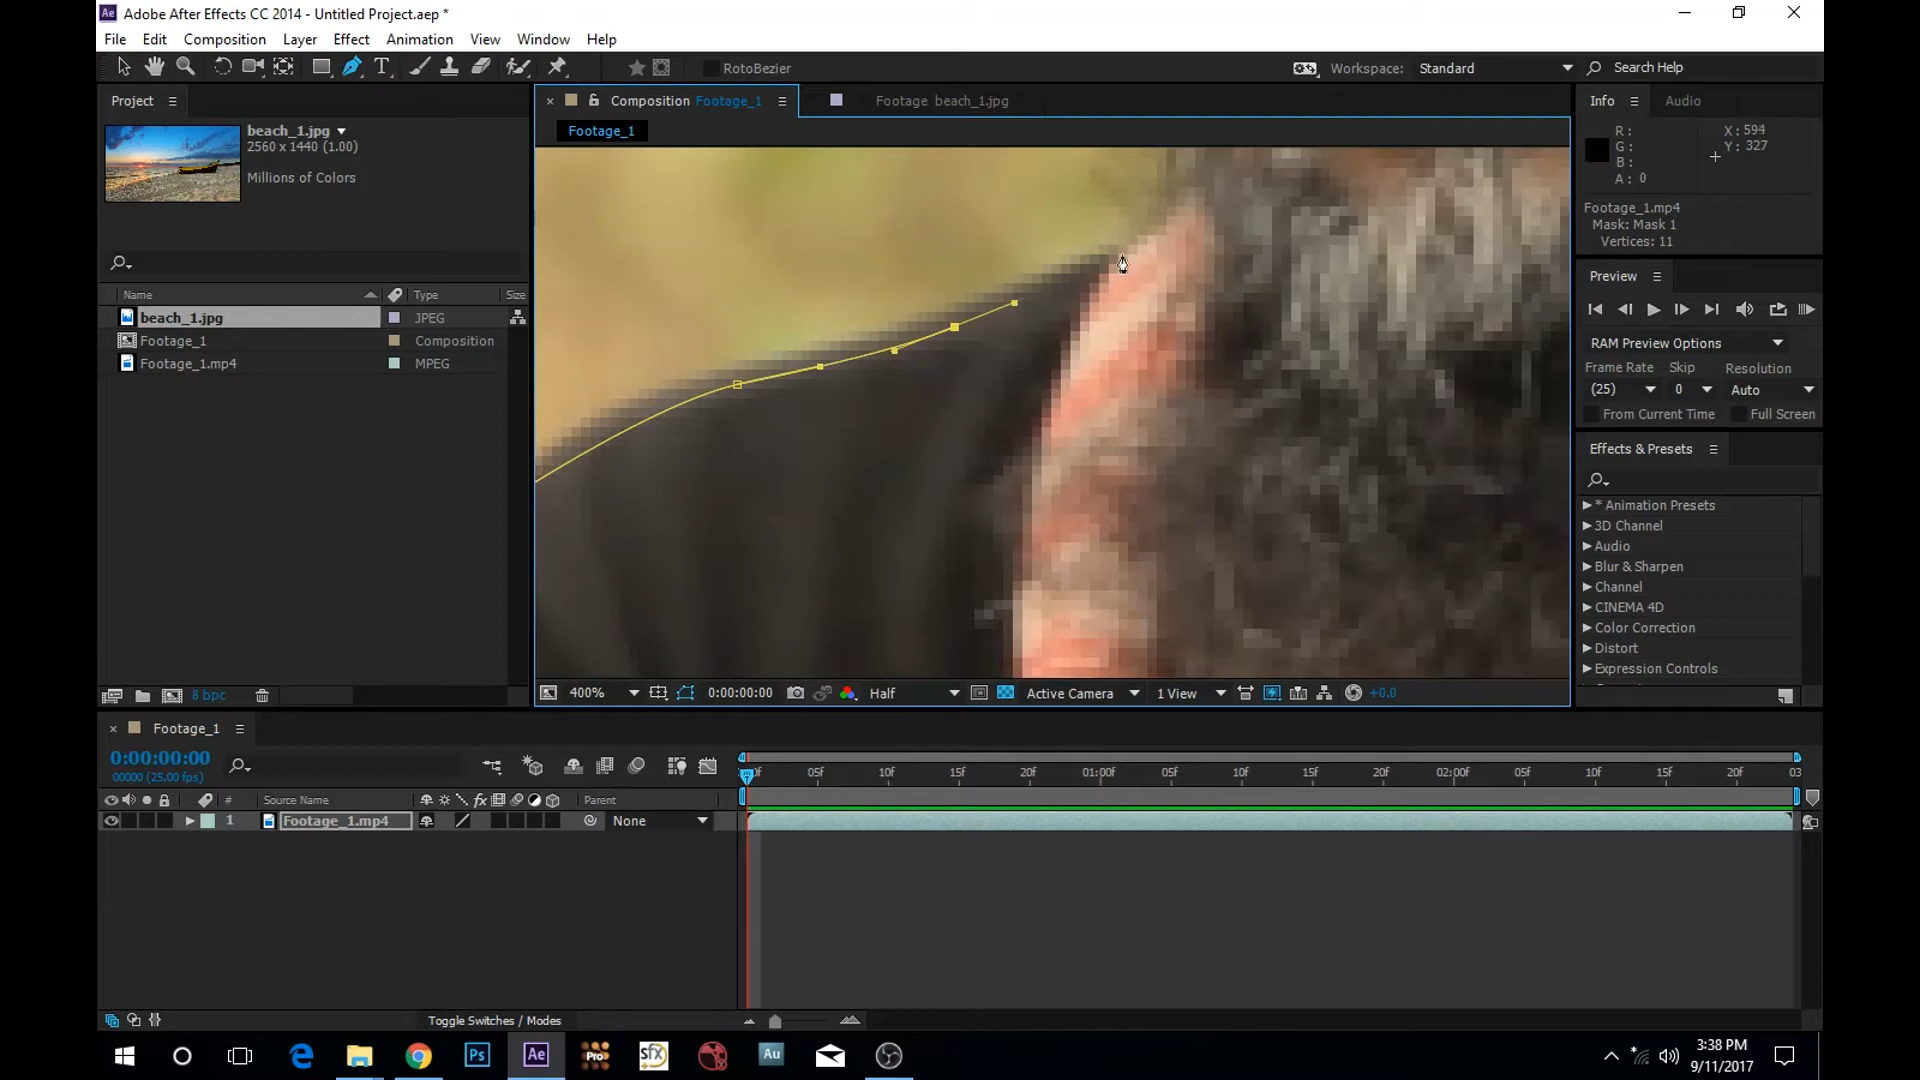 Adobe After Effects CC 2014 - Untitled Project.aep *
File Edit Composition Layer Effect Animation View Window Help
RotoBezier
Workspace: Standard
Search Help
Project
beach_1.jpg
2560 x 1440 (1.00)
Millions of Colors
Name Type Size
beach_1.jpg JPEG
Footage_1 Composition
Footage_1.mp4 MPEG
8 bpc
Composition Footage_1
Footage beach_1.jpg
Footage_1
400% 0:00:00:00 Half Active Camera 1 View +0.0
Info Audio
R: X: 594
G: Y: 327
B:
A: 0
Footage_1.mp4
Mask: Mask 1
Vertices: 11
Preview
RAM Preview Options
Frame Rate Skip Resolution
(25) 0 Auto
From Current Time Full Screen
Effects & Presets
* Animation Presets
3D Channel
Audio
Blur & Sharpen
Channel
CINEMA 4D
Color Correction
Distort
Expression Controls
Footage_1
0:00:00:00
00000 (25.00 fps)
05f 10f 15f 20f 01:00f 05f 10f 15f 20f 02:00f 05f 10f 15f 20f 03
# Source Name fx Parent
1 Footage_1.mp4 None
Toggle Switches / Modes
Ps Ae Pro sfx Au
3:38 PM
9/11/2017